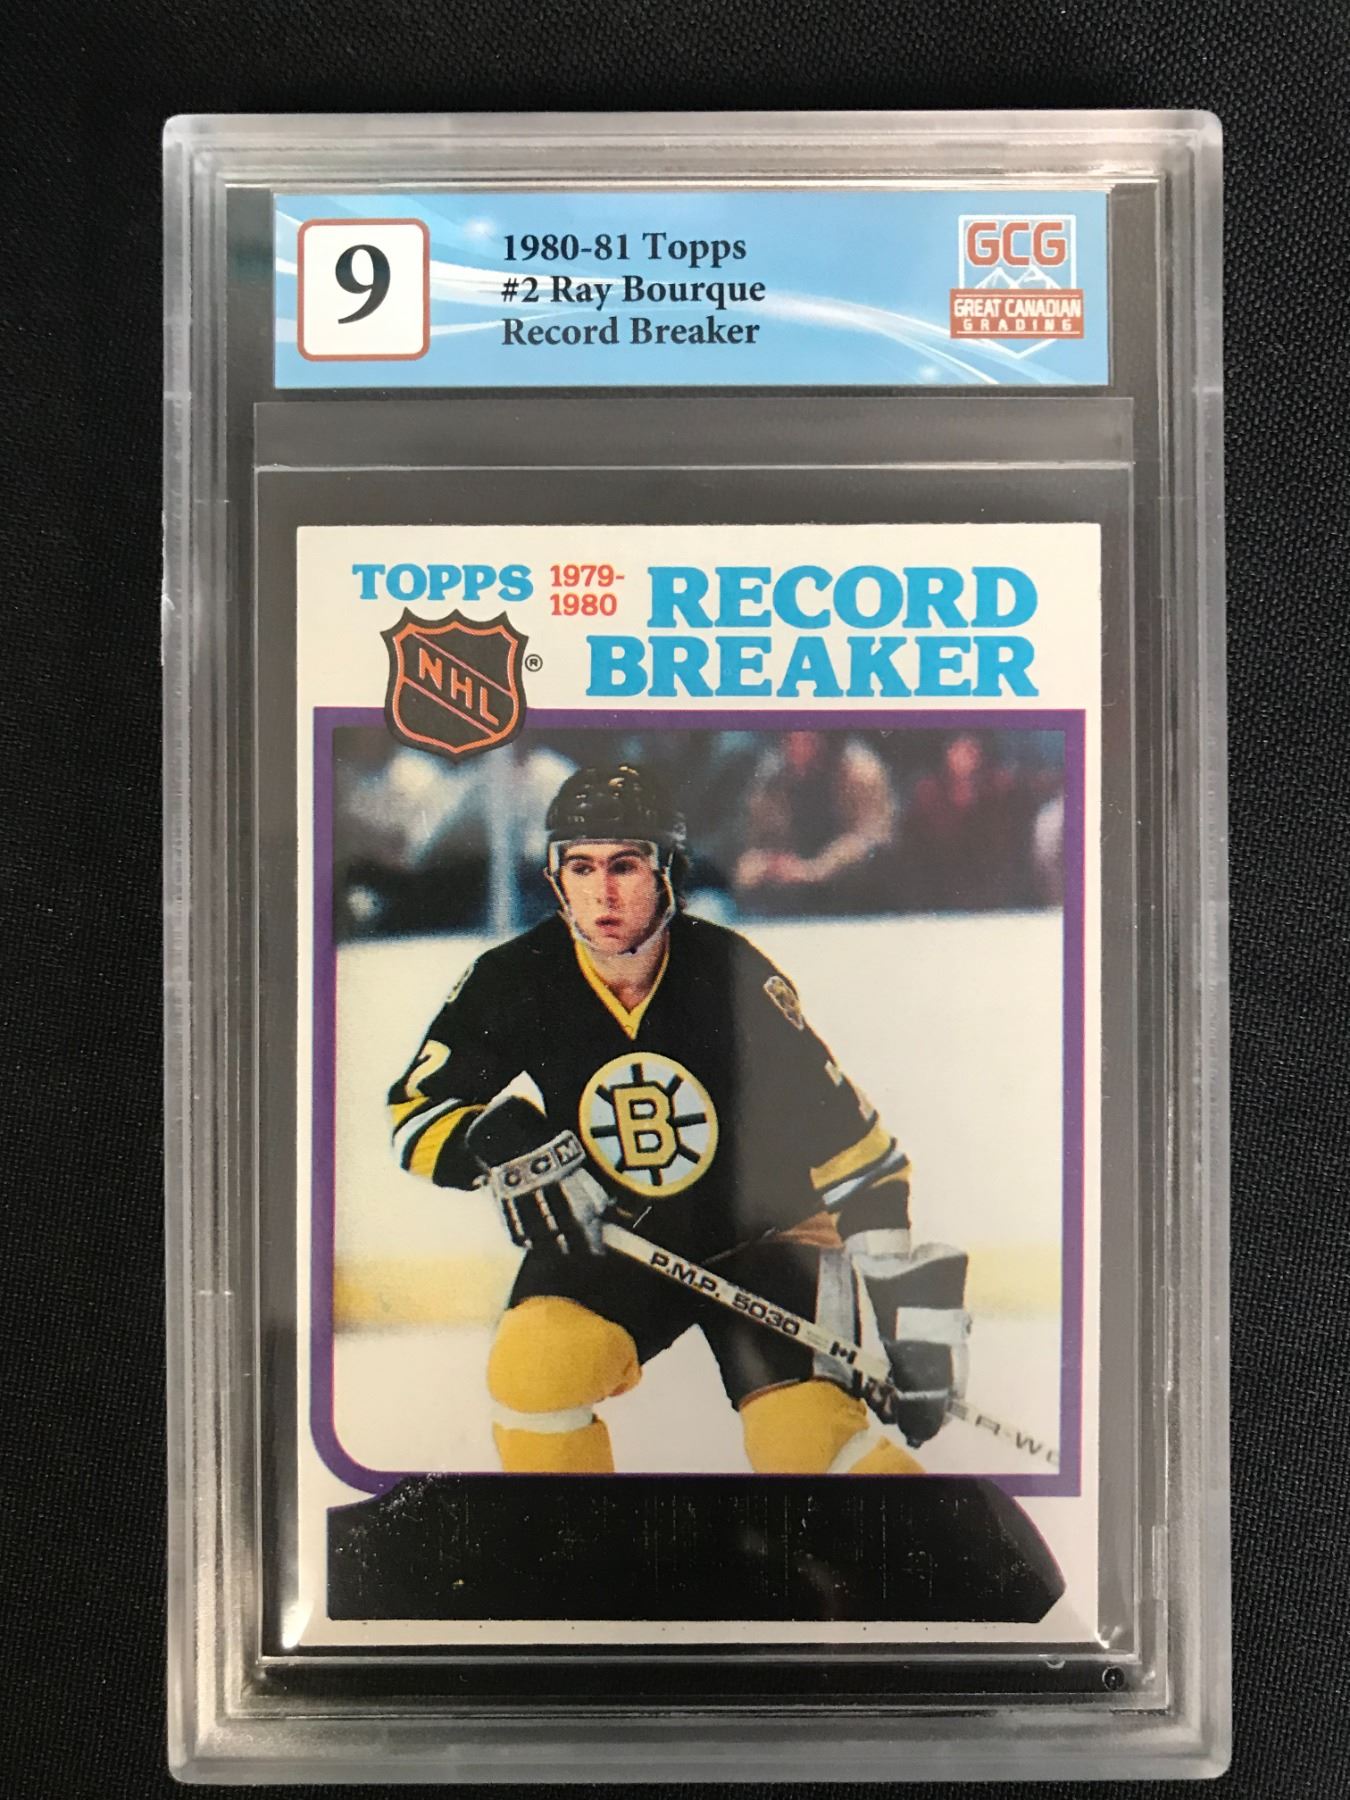 9
1980-81 Topps
#2 Ray Bourque
Record Breaker
GCG
GREAT CANADIAN
GRADING
TOPPS 1979-
1980
RECORD
BREAKER
NHL ®
2
B
CCM
P.M.P. 5030